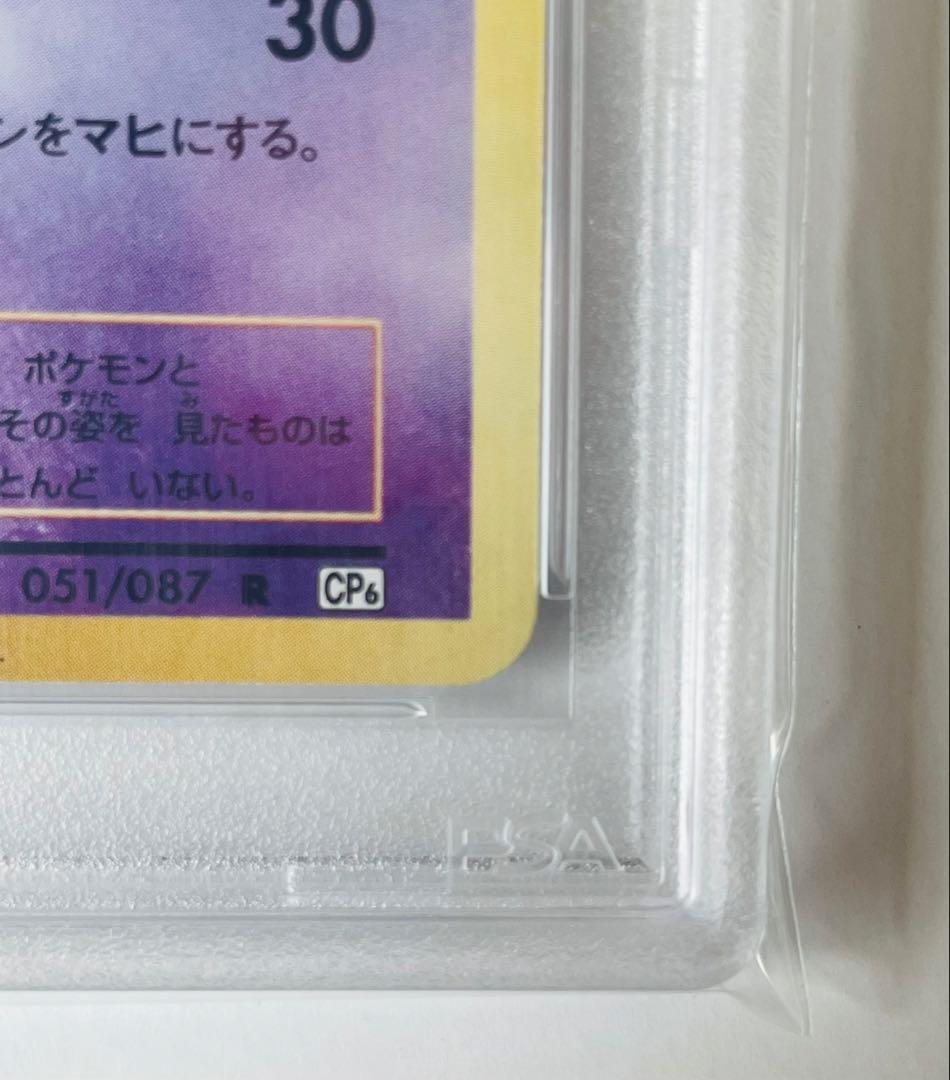 30
ンをマヒにする。
ポケモンと
すがた み
その姿を 見たものは
とんど いない。
051/087 R CP6
PSA